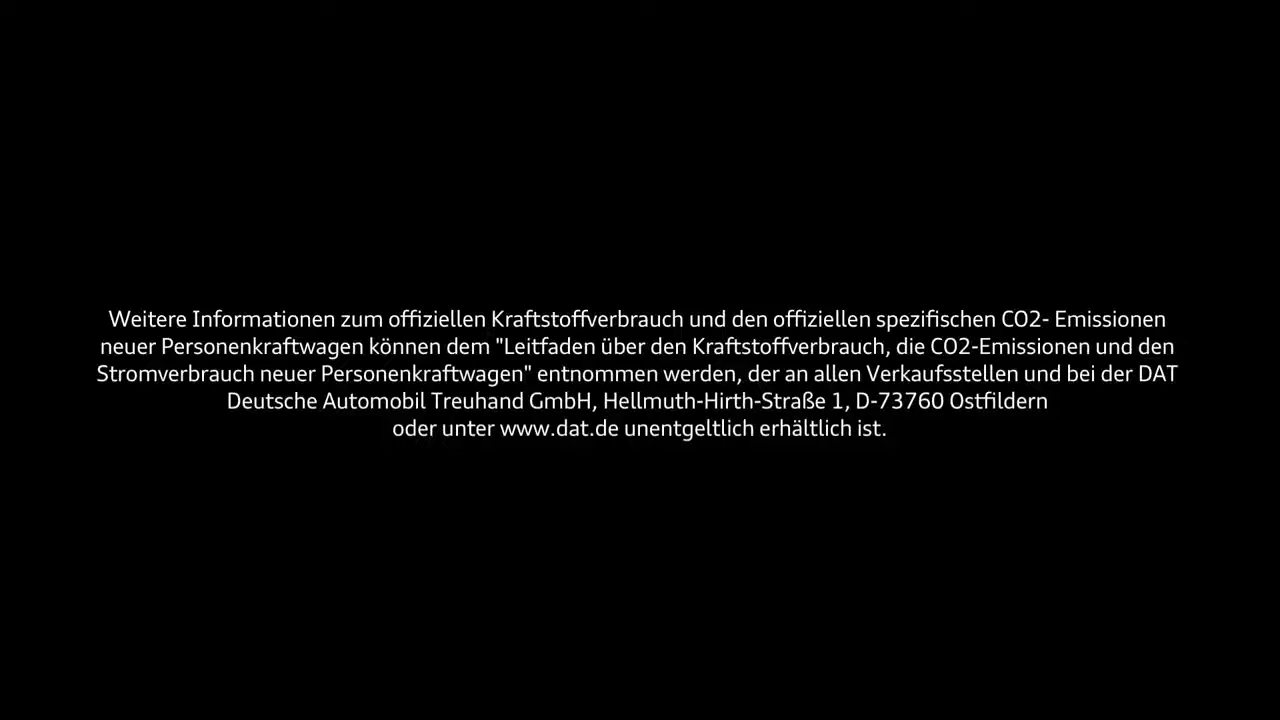 Weitere Informationen zum offiziellen Kraftstoffverbrauch und den offiziellen spezifischen CO2- Emissionen
neuer Personenkraftwagen können dem "Leitfaden über den Kraftstoffverbrauch, die CO2-Emissionen und den
Stromverbrauch neuer Personenkraftwagen" entnommen werden, der an allen Verkaufsstellen und bei der DAT
Deutsche Automobil Treuhand GmbH, Hellmuth-Hirth-Straße 1, D-73760 Ostfildern
oder unter www.dat.de unentgeltlich erhältlich ist.